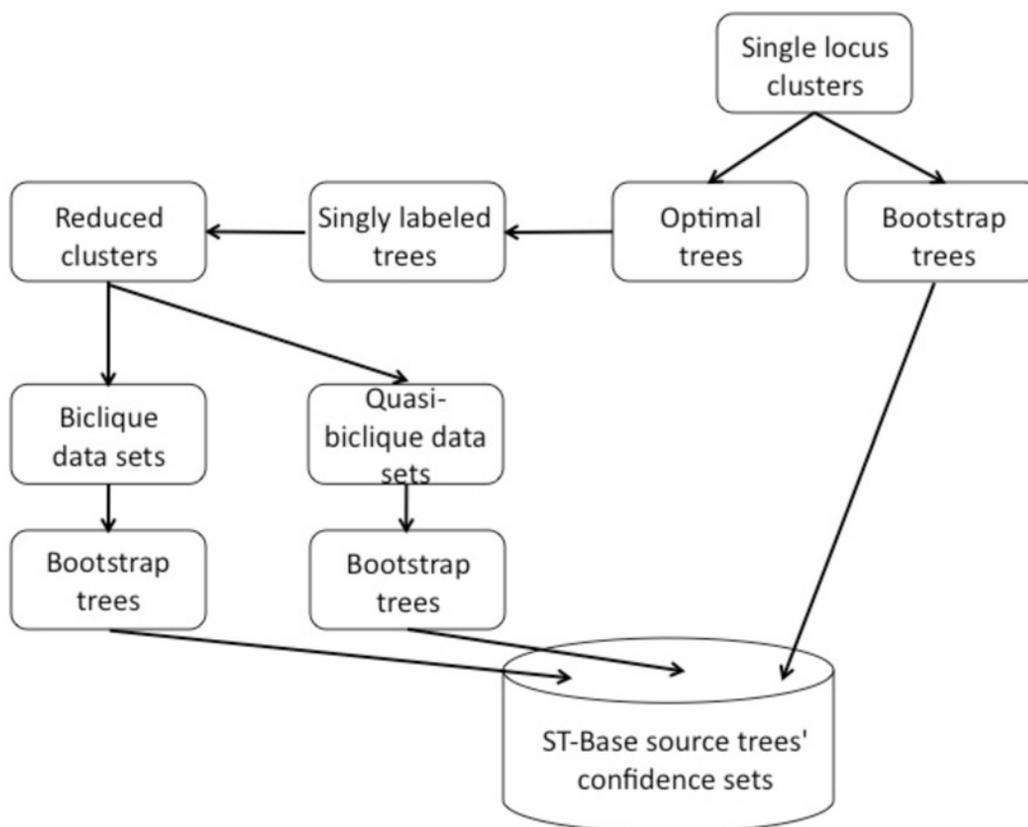 Single locus
clusters
Reduced
clusters
Singly labeled
trees
Optimal
trees
Bootstrap
trees
Biclique
data sets
Quasi-
biclique data
sets
Bootstrap
trees
Bootstrap
trees
ST-Base source trees'
confidence sets